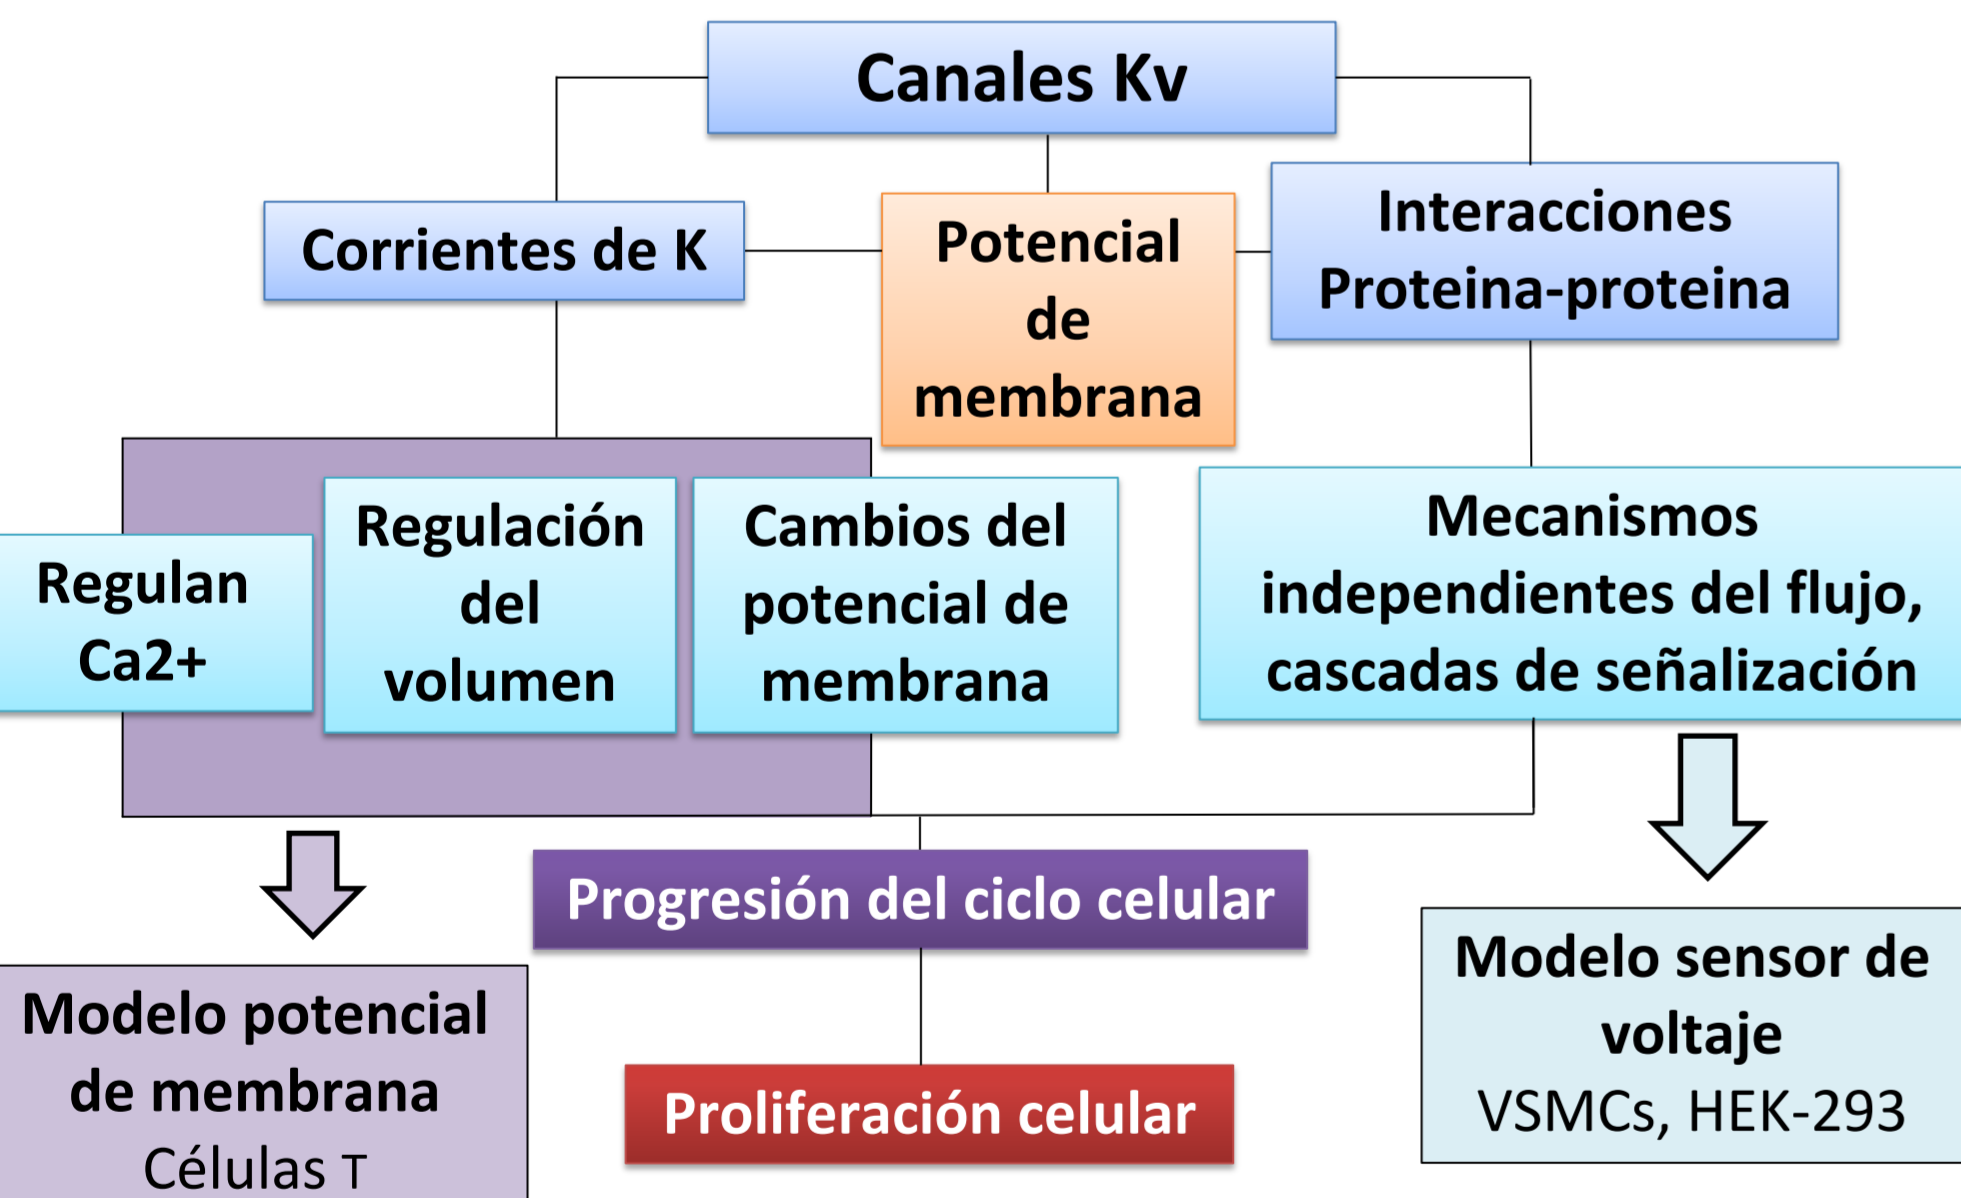 Canales Kv
Corrientes de K
Potencial
de
membrana
Interacciones
Proteina-proteina
Regulan
Ca2+
Regulación
del
volumen
Cambios del
potencial de
membrana
Mecanismos
independientes del flujo,
cascadas de señalización
Progresión del ciclo celular
Modelo potencial
de membrana
Células T
Proliferación celular
Modelo sensor de
voltaje
VSMCs, HEK-293